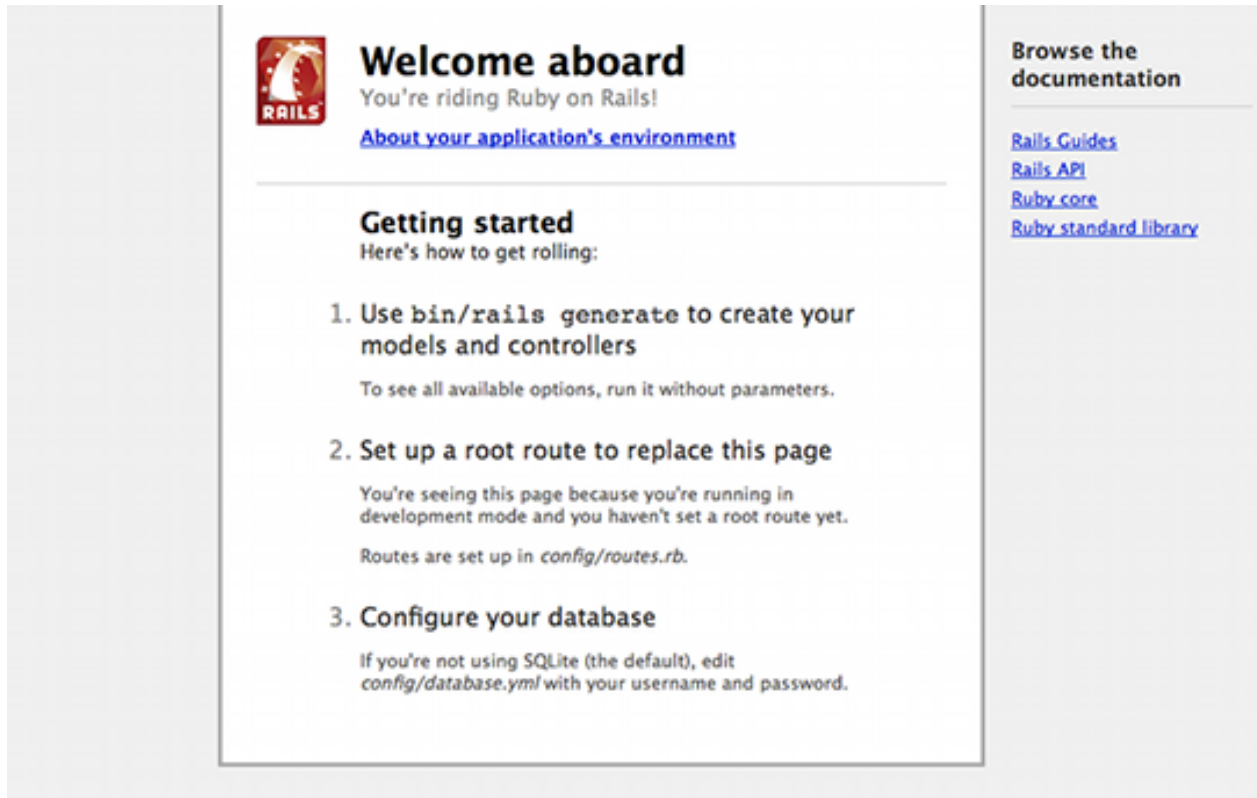 RAILS
Welcome aboard
You're riding Ruby on Rails!
About your application's environment
Getting started
Here's how to get rolling:
1. Use bin/rails generate to create your
models and controllers
To see all available options, run it without parameters.
2. Set up a root route to replace this page
You're seeing this page because you're running in
development mode and you haven't set a root route yet.
Routes are set up in config/routes.rb.
3. Configure your database
If you're not using SQLite (the default), edit
config/database.yml with your username and password.
Browse the
documentation
Rails Guides
Rails API
Ruby core
Ruby standard library